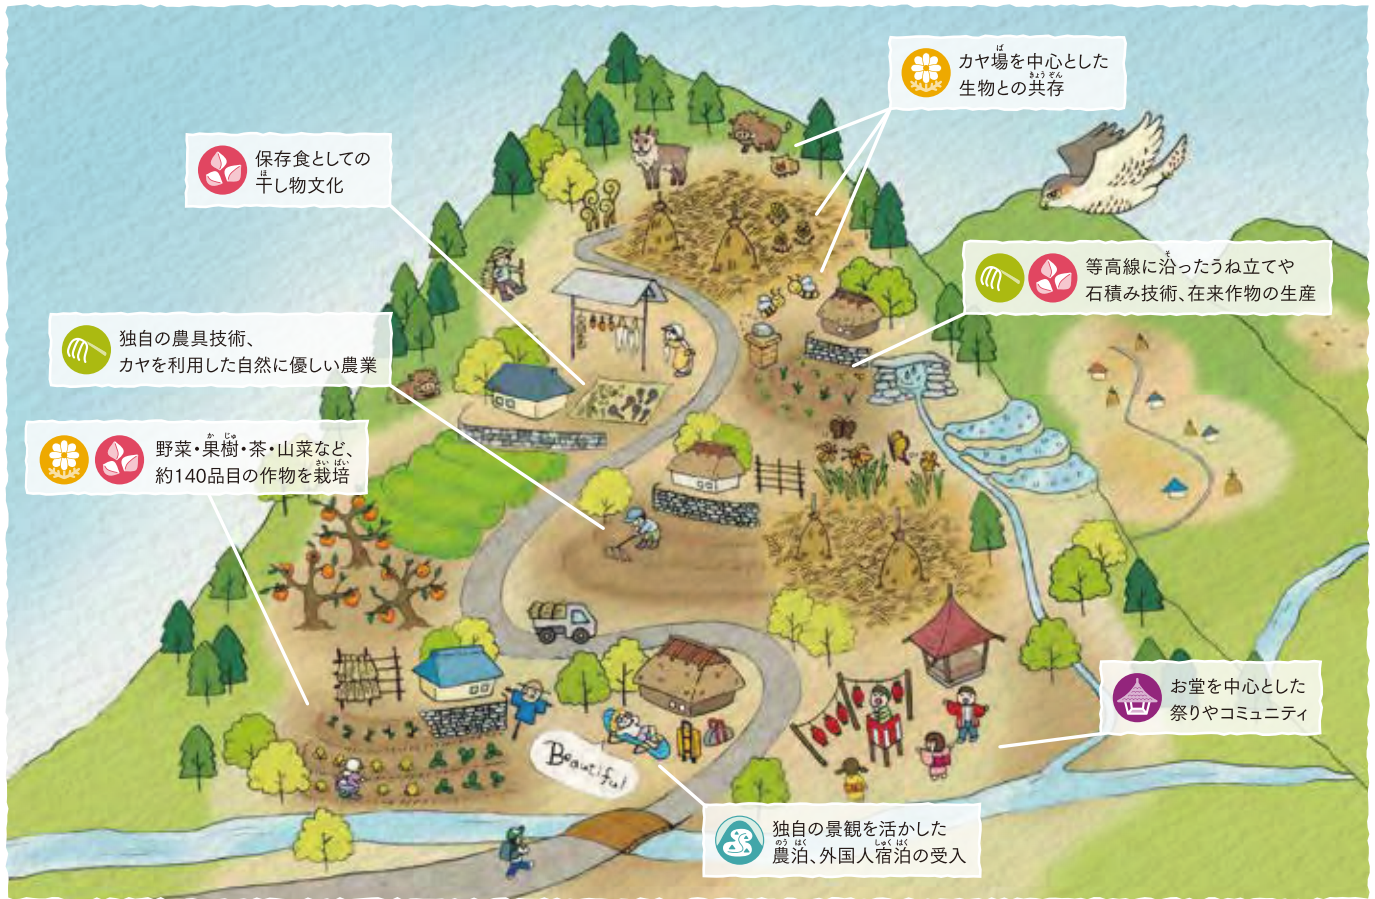 カヤ場を中心とした
生物との共存
保存食としての
干し物文化
等高線に沿ったうね立てや
石積み技術、在来作物の生産
独自の農具技術、
カヤを利用した自然に優しい農業
野菜・果樹・茶・山菜など、
約140品目の作物を栽培
お堂を中心とした
祭りやコミュニティ
Beautiful
独自の景観を活かした
農泊、外国人宿泊の受入